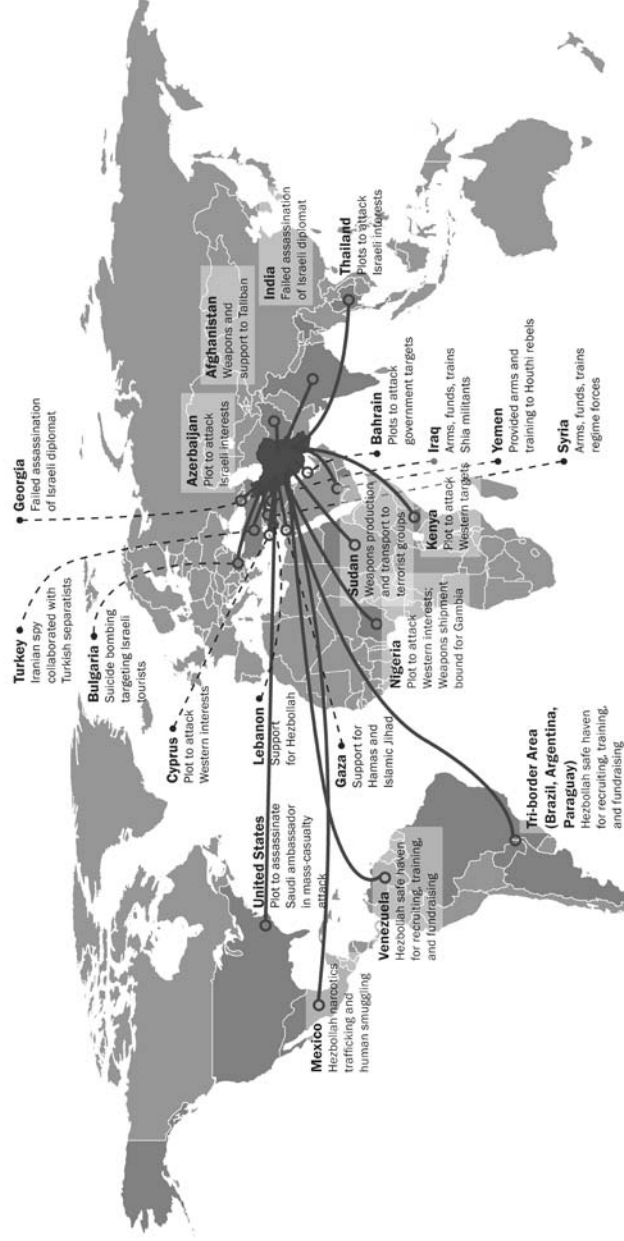 Georgia
Failed assassination
of Israeli diplomat
Turkey
Iranian spy
collaborated with
Turkish separatists
Bulgaria
Suicide bombing
targeting Israeli
tourists
Cyprus
Plot to attack
Western interests
Azerbaijan
Plot to attack
Israeli interests
Afghanistan
Weapons and
support to Taliban
India
Failed assassination
of Israeli diplomat
Thailand
Plots to attack
Israeli interests
United States
Plot to assassinate
Saudi ambassador
in mass-casualty
attack
Lebanon
Support
for Hezbollah
Mexico
Hezbollah narcotics
trafficking and
human smuggling
Gaza
Support for
Hamas and
Islamic Jihad
Venezuela
Hezbollah safe haven
for recruiting, training,
and fundraising
Sudan
Weapons production
and transport to
terrorist groups
Bahrain
Plots to attack
government targets
Iraq
Arms, funds, trains
Shia militants
Nigeria
Plot to attack
Western interests;
Weapons shipment
bound for Gambia
Kenya
Plot to attack
Western targets
Yemen
Provided arms and
training to Houthi rebels
Syria
Arms, funds, trains
regime forces
Tri-border Area
(Brazil, Argentina,
Paraguay)
Hezbollah safe haven
for recruiting, training,
and fundraising